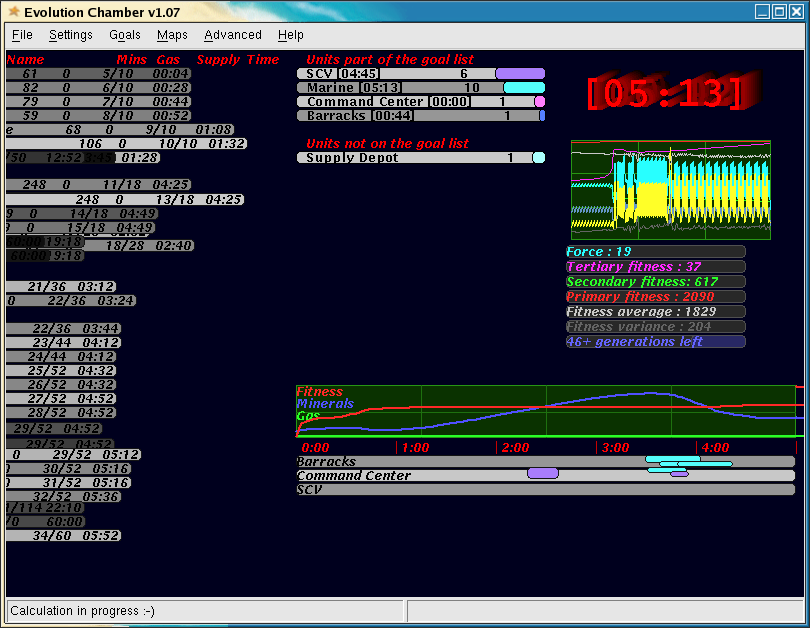 Evolution Chamber v1.07
File Settings Goals Maps Advanced Help
Name Mins Gas Supply Time
61 0 5/10 00:04
82 0 6/10 00:28
79 0 7/10 00:44
59 0 8/10 00:52
e 68 0 9/10 01:08
106 0 10/10 01:32
/50 12:52 3:45 01:28
248 0 11/18 04:25
248 0 13/18 04:25
9 0 14/18 04:49
0 15/18 04:49
60:00 19:18 18/28 02:40
60:00 9:18
21/36 03:12
0 22/36 03:24
22/36 03:44
23/44 04:12
24/44 04:12
25/52 04:32
26/52 04:32
27/52 04:52
28/52 04:52
29/52 04:52
29/52 04:52
0 29/52 05:12
30/52 05:16
31/52 05:16
32/52 05:36
/114 22:10
/0 60:00
34/60 05:52
Units part of the goal list
SCV [04:45] 6
Marine [05:13] 10
Command Center [00:00] 1
Barracks [00:44] 1
Units not on the goal list
Supply Depot 1
[05:13]
Force : 19
Tertiary fitness : 37
Secondary fitness: 617
Primary fitness : 2090
Fitness average : 1829
Fitness variance : 204
46+ generations left
Fitness
Minerals
Gas
0:00 |1:00 |2:00 |3:00 |4:00 |
Barracks
Command Center
SCV
Calculation in progress :-)